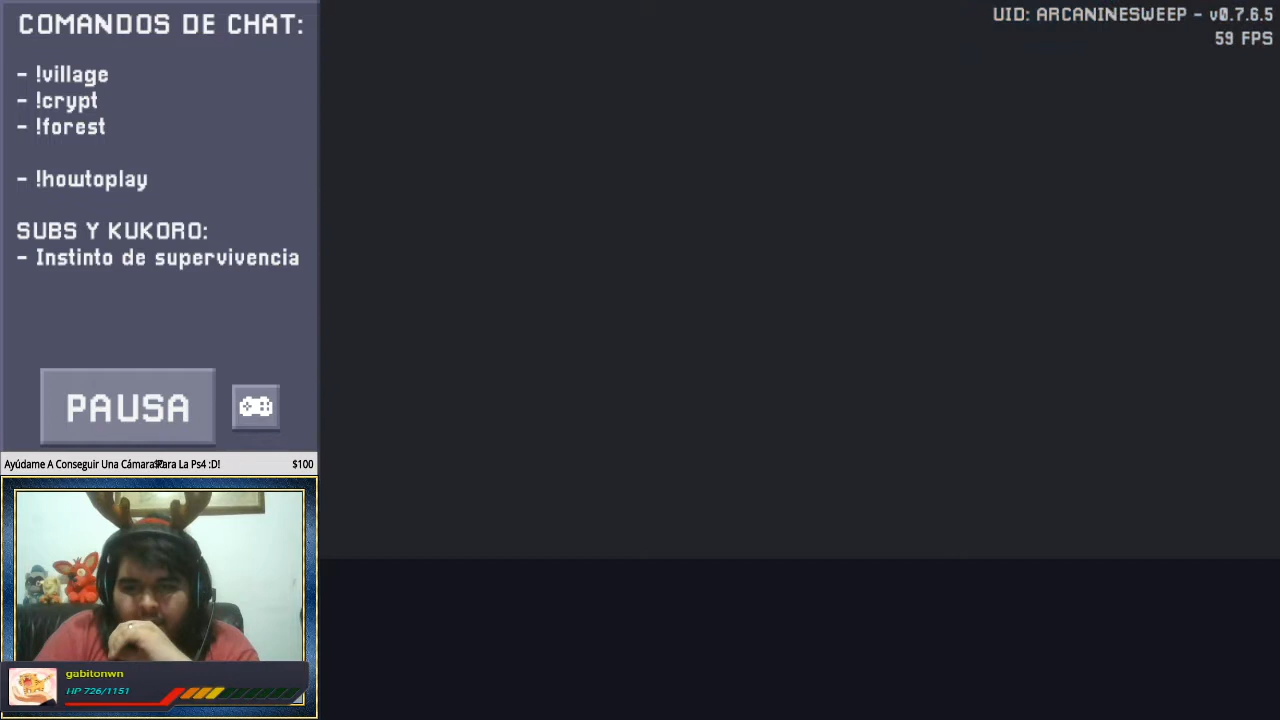 COMANDOS DE CHAT:
- !village
- !crypt
- !forest
- !howtoplay
SUBS Y KUKORO:
- Instinto de supervivencia
PAUSA
Ayúdame A Conseguir Una Cámara Para La Ps4 :D!
$100
gabitonwn
HP 726/1151
UID: ARCANINESWEEP - v0.7.6.5
59 FPS